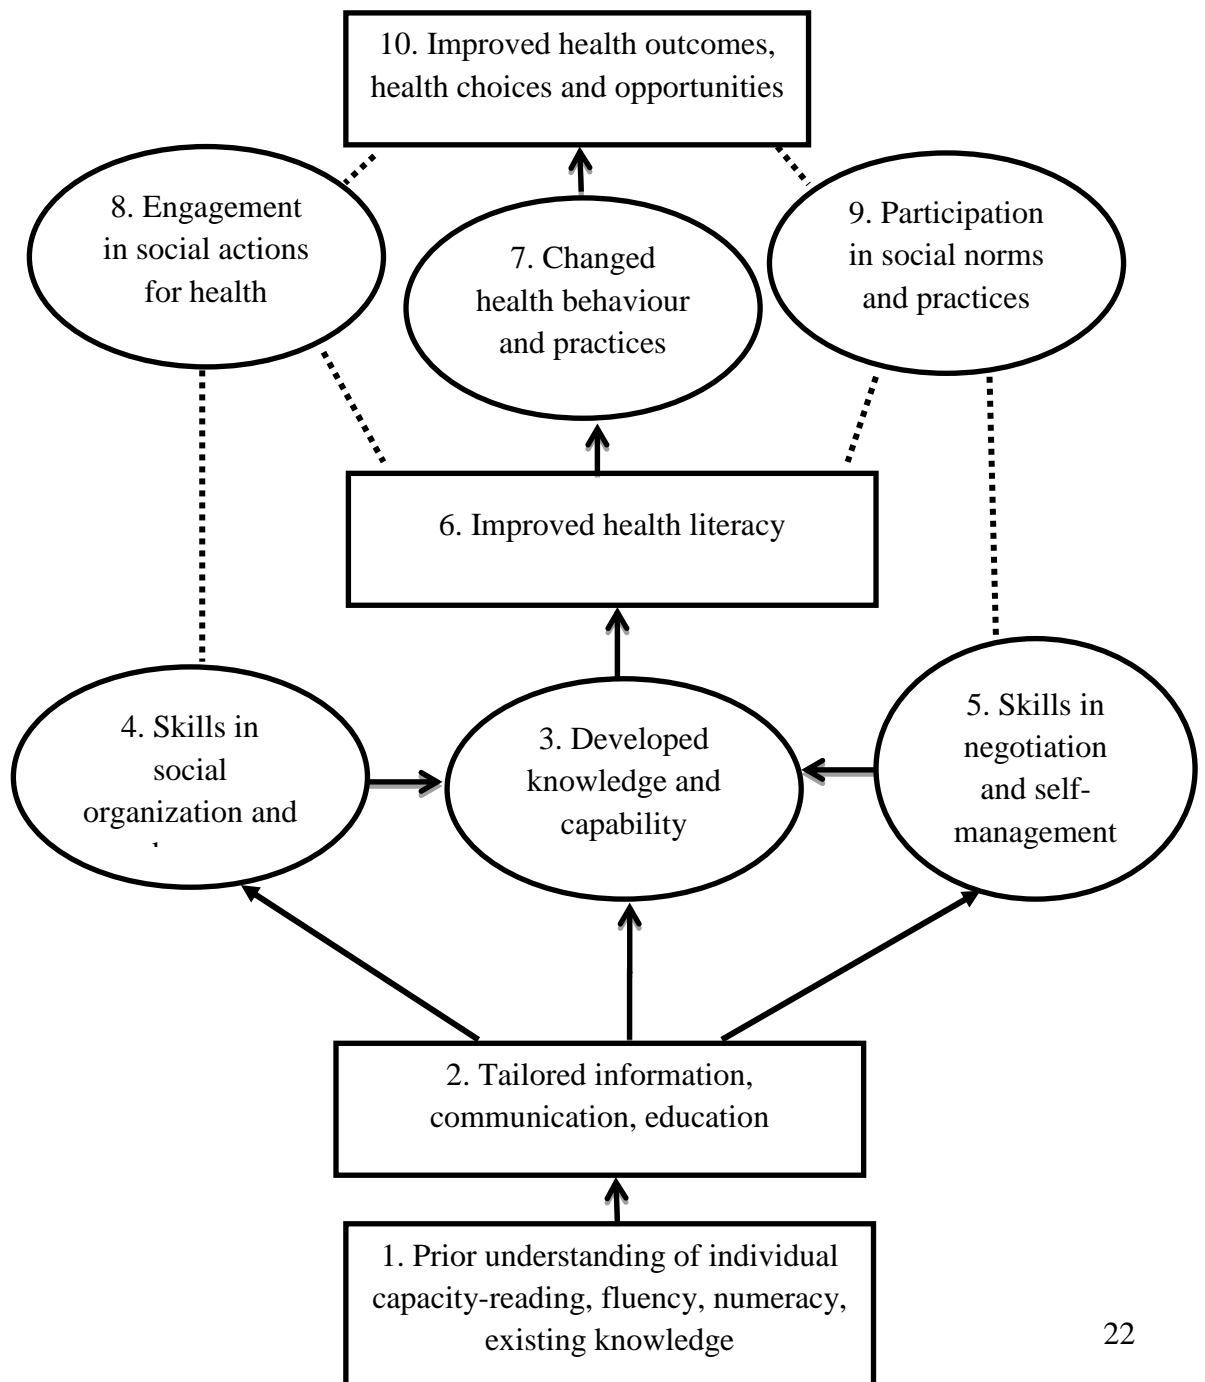 10. Improved health outcomes,
health choices and opportunities
8. Engagement
in social actions
for health
7. Changed
health behaviour
and practices
9. Participation
in social norms
and practices
6. Improved health literacy
4. Skills in
social
organization and
3. Developed
knowledge and
capability
5. Skills in
negotiation
and self-
management
2. Tailored information,
communication, education
1. Prior understanding of individual
capacity-reading, fluency, numeracy,
existing knowledge
22